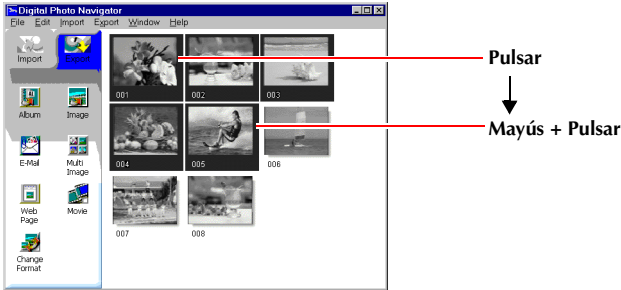 Digital Photo Navigator
File Edit Import Export Window Help
Import
Export
Album
Image
E-Mail
Multi
Image
Web
Page
Movie
Change
Format
001
002
003
004
005
006
007
008
Pulsar
Mayús + Pulsar